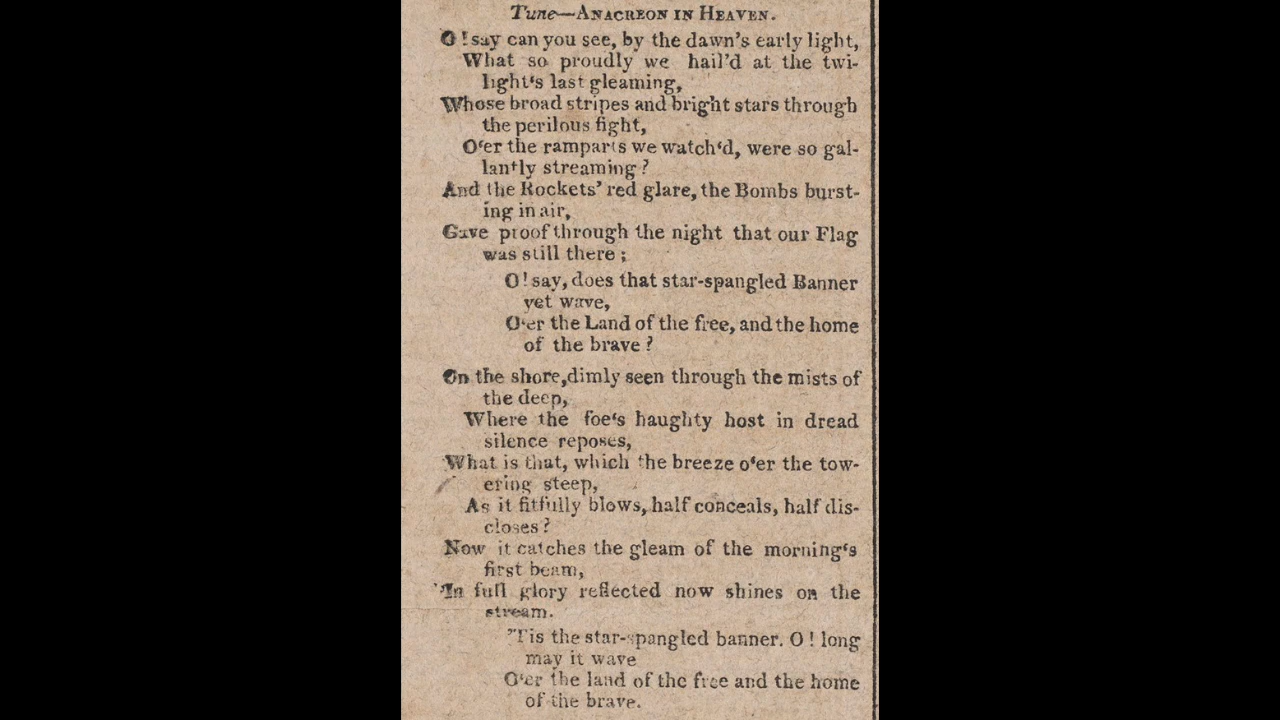 Tune—ANACREON IN HEAVEN.
O! say can you see, by the dawn's early light,
What so proudly we hail'd at the twi-
light's last gleaming,
Whose broad stripes and bright stars through
the perilous fight,
O'er the ramparts we watch'd, were so gal-
lantly streaming?
And the Rockets' red glare, the Bombs burst-
ing in air,
Gave proof through the night that our Flag
was still there;
O! say, does that star-spangled Banner
yet wave,
O'er the Land of the free, and the home
of the brave?
On the shore, dimly seen through the mists of
the deep,
Where the foe's haughty host in dread
silence reposes,
What is that, which the breeze o'er the tow-
ering steep,
As it fitfully blows, half conceals, half dis-
closes?
Now it catches the gleam of the morning's
first beam,
In full glory reflected now shines on the
stream.
'Tis the star-spangled banner. O! long
may it wave
O'er the land of the free and the home
of the brave.